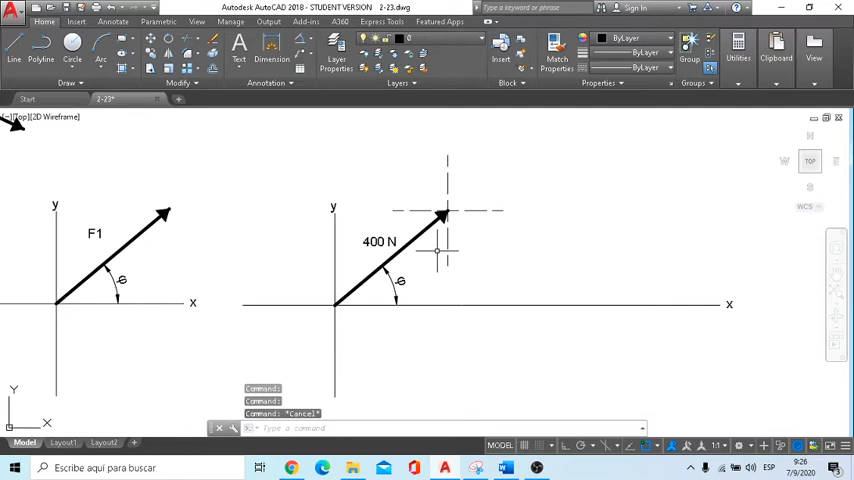 Autodesk AutoCAD 2018 - STUDENT VERSION 2-23.dwg
Type a keyword or phrase
Sign In
Home Insert Annotate Parametric View Manage Output Add-ins A360 Express Tools Featured Apps
Line Polyline Circle Arc Text Dimension Layer Properties Insert Match Properties Group Utilities Clipboard View
0
ByLayer
ByLayer
ByLayer
Draw Modify Annotation Layers Block Properties Groups
Start 2-23*
[−][Top][2D Wireframe]
N
W TOP E
S
WCS
y
F1
φ
x
y
400 N
φ
x
Y
X
Command:
Command:
Command: *Cancel*
Type a command
Model Layout1 Layout2 +
MODEL 1:1
Escribe aquí para buscar
ESP
9:26
7/9/2020
3